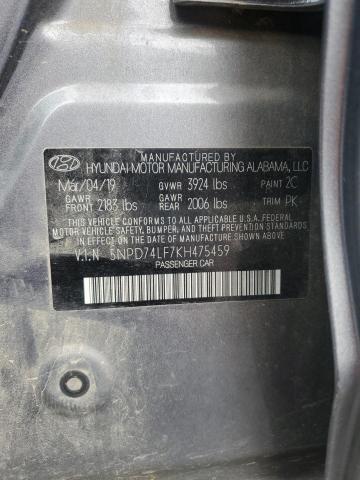 MANUFACTURED BY
HYUNDAI MOTOR MANUFACTURING ALABAMA, LLC
Mar/04/19 GVWR 3924 lbs PAINT 2C
GAWR FRONT 2183 lbs GAWR REAR 2006 lbs TRIM PK
THIS VEHICLE CONFORMS TO ALL APPLICABLE U.S.A. FEDERAL
MOTOR VEHICLE SAFETY, BUMPER, AND THEFT PREVENTION
STANDARDS IN EFFECT ON THE DATE OF MANUFACTURE
SHOWN ABOVE.
V.I.N 5NPD74LF7KH475459
PASSENGER CAR